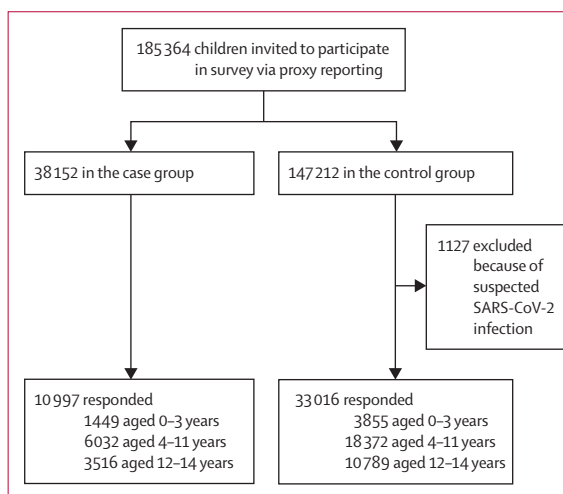 185 364 children invited to participate
in survey via proxy reporting
38 152 in the case group
147 212 in the control group
1127 excluded
because of
suspected
SARS-CoV-2
infection
10 997 responded
1449 aged 0–3 years
6032 aged 4–11 years
3516 aged 12–14 years
33 016 responded
3855 aged 0–3 years
18 372 aged 4–11 years
10 789 aged 12–14 years